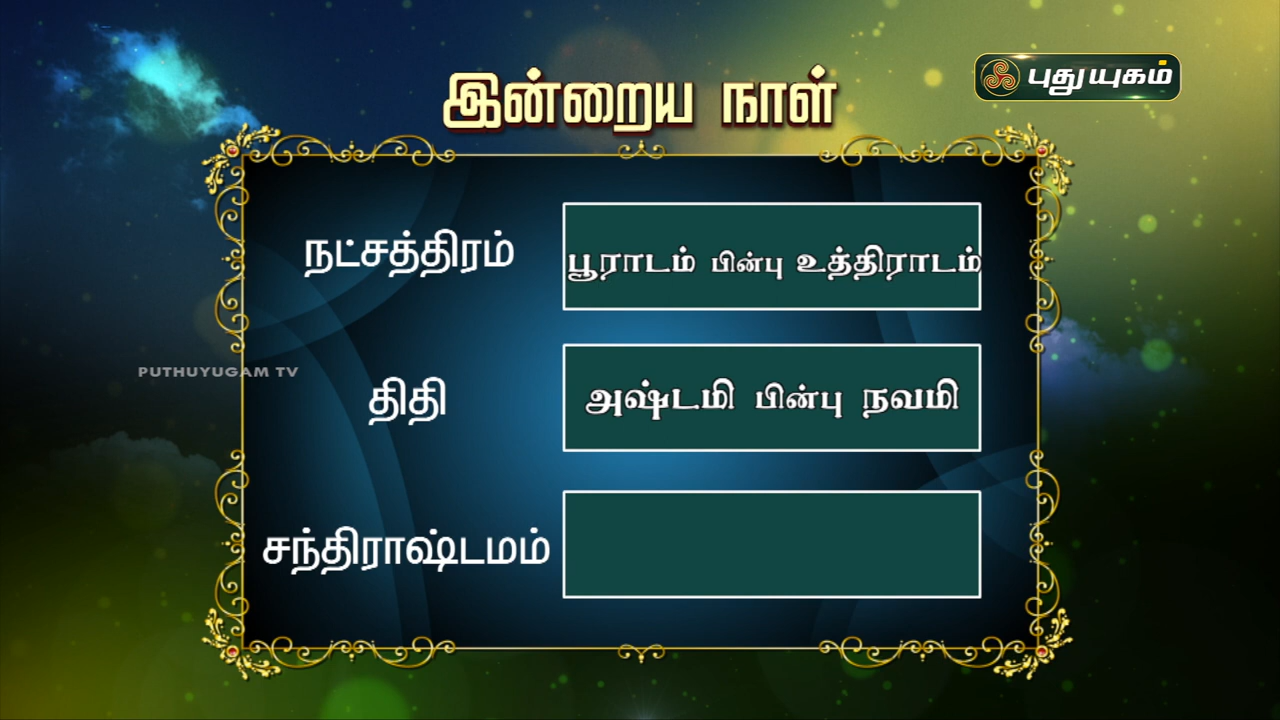 இன்றைய நாள்
புதுயுகம்
நட்சத்திரம்
பூராடம் பின்பு உத்திராடம்
PUTHUYUGAM TV
திதி
அஷ்டமி பின்பு நவமி
சந்திராஷ்டமம்